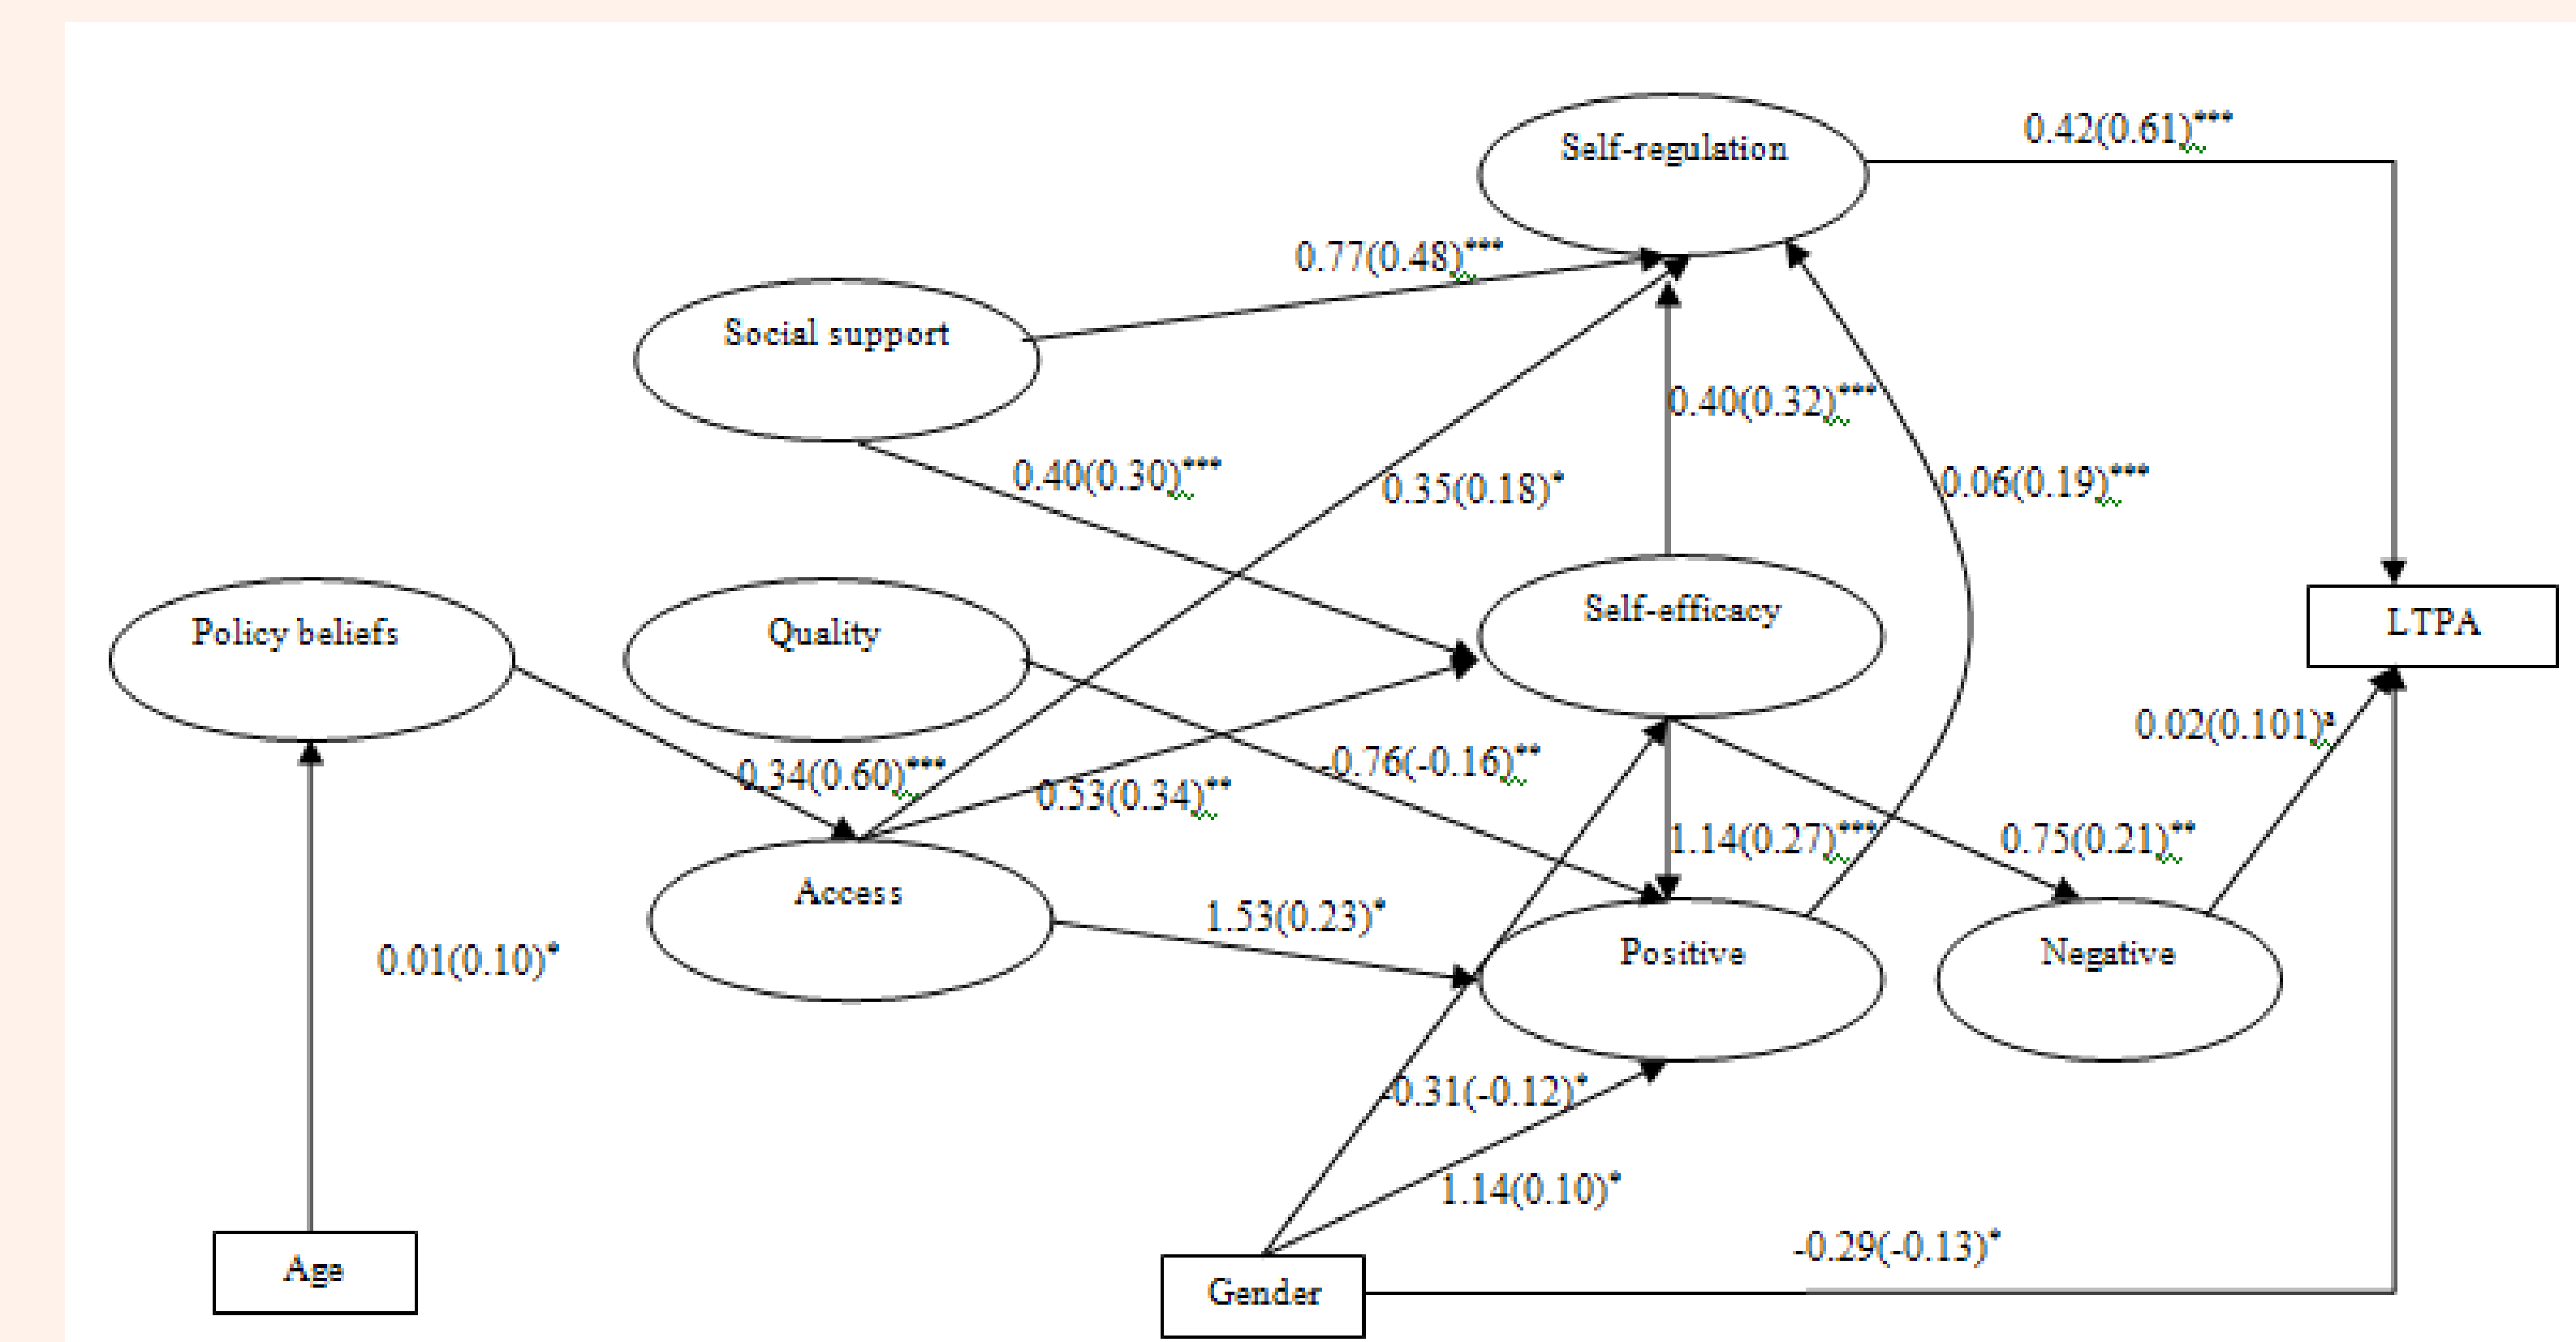 Self-regulation
0.42(0.61)***
0.77(0.48)***
Social support
0.40(0.32)***
0.40(0.30)***
0.35(0.18)*
0.06(0.19)***
Policy beliefs
Quality
Self-efficacy
LTPA
0.02(0.101)a
0.34(0.60)***
0.53(0.34)**
-0.76(-0.16)**
1.14(0.27)***
0.75(0.21)**
Access
1.53(0.23)*
Positive
Negative
0.01(0.10)*
-0.31(-0.12)*
1.14(0.10)*
-0.29(-0.13)*
Age
Gender